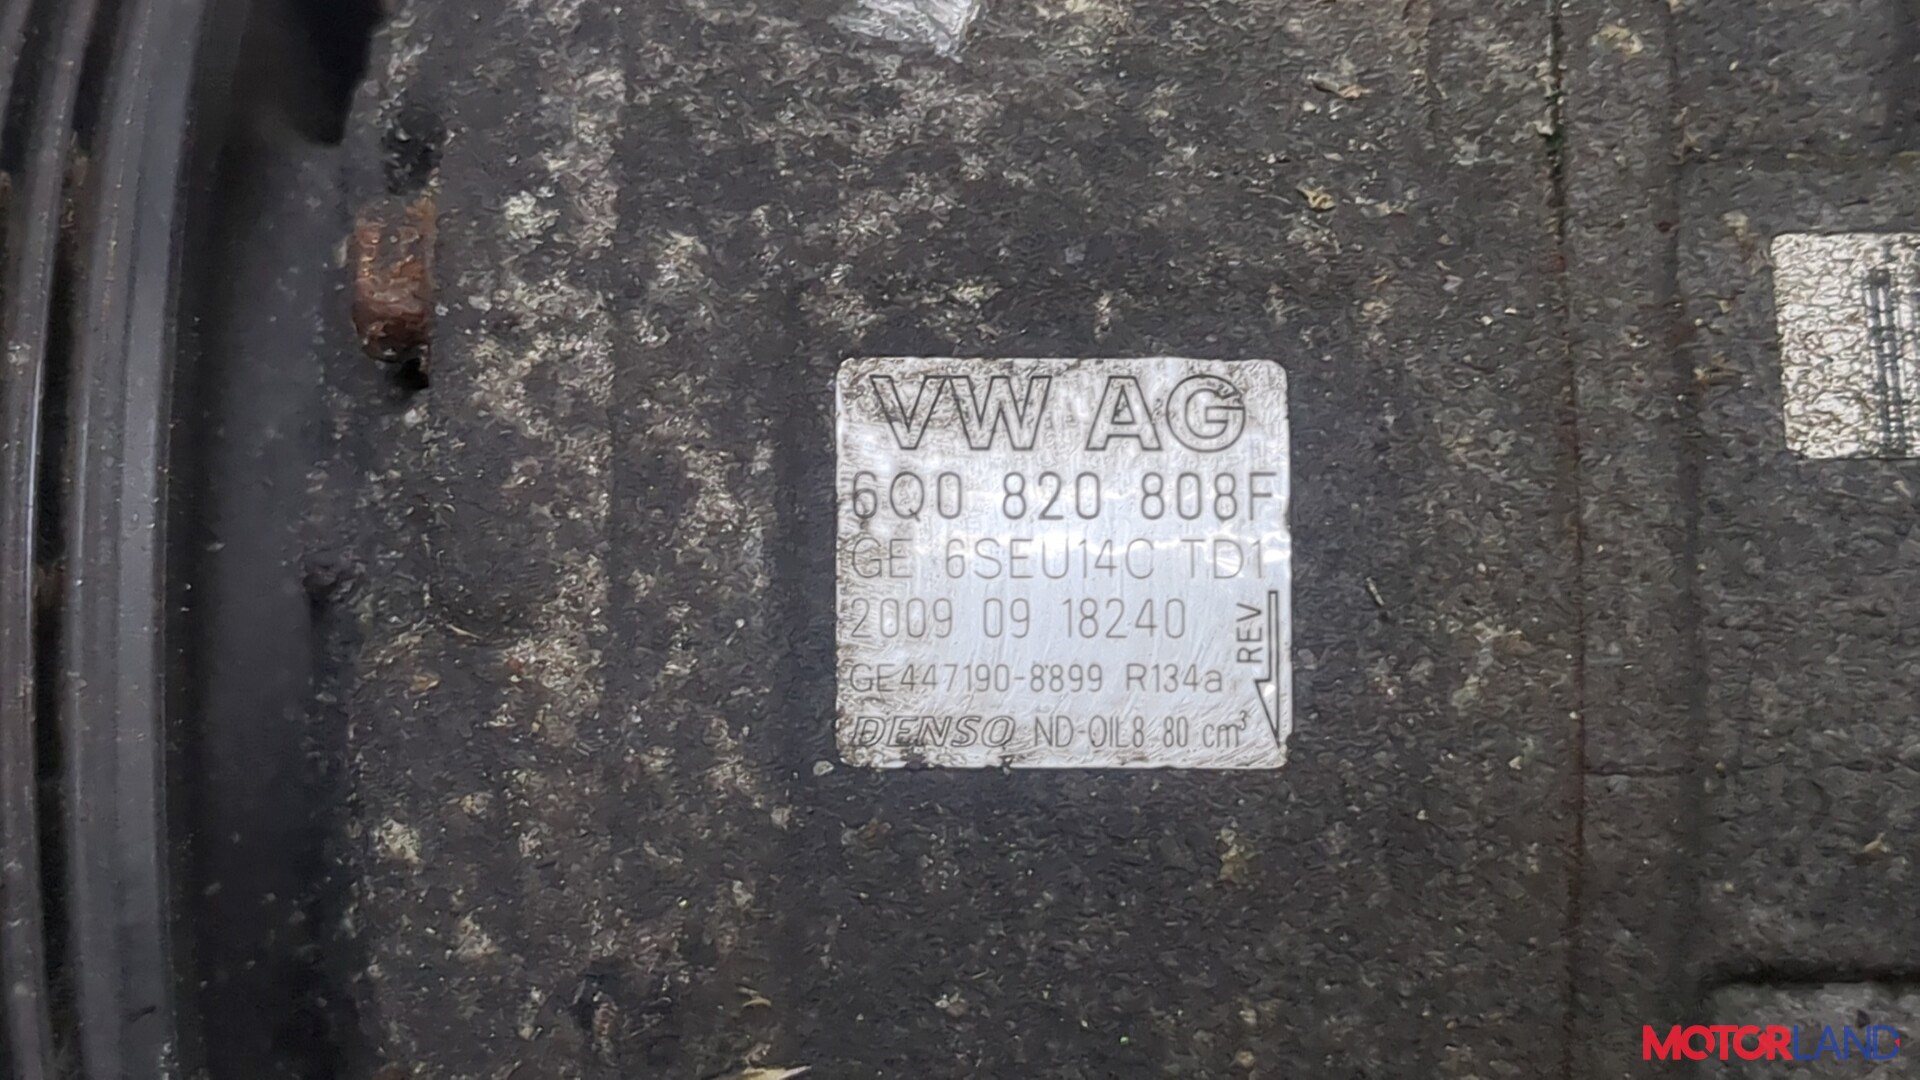 VW AG
6Q0 820 808F
GE 6SEU14C TD1
2009 09 18240
REV
GE447190-8899 R134a
DENSO ND-OIL8 80 cm³
MOTORLAND